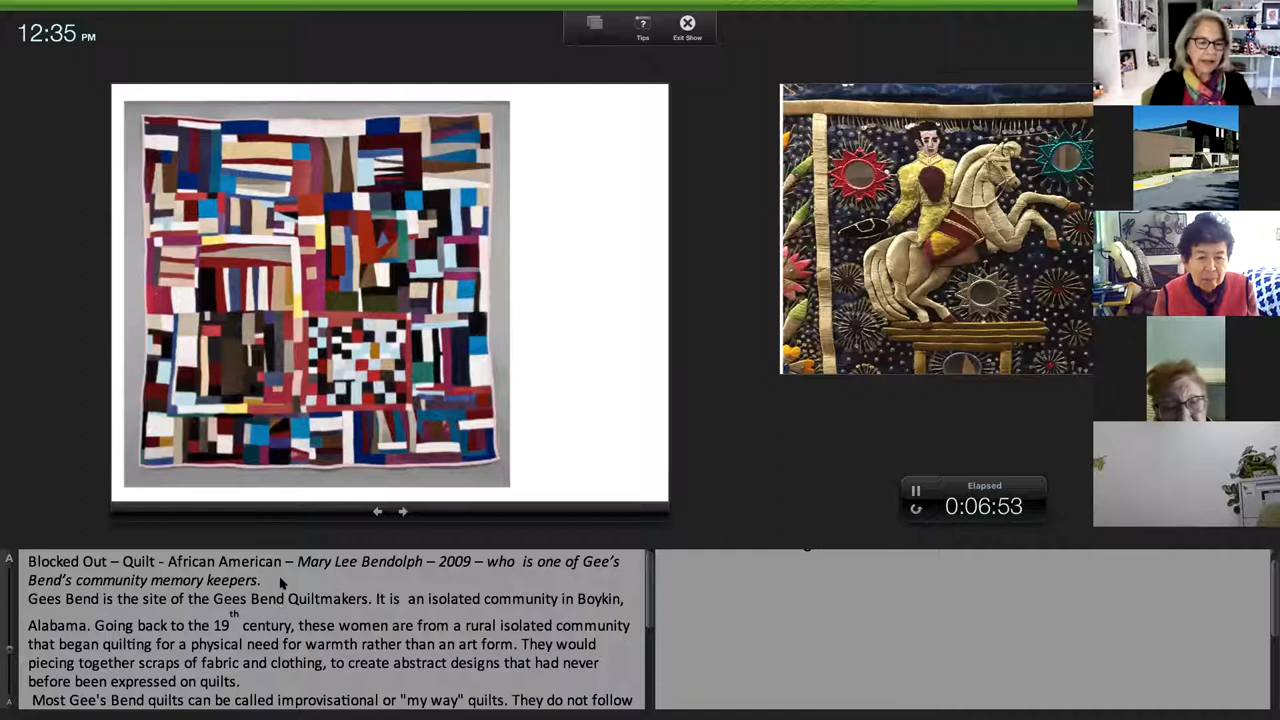 12:35 PM
Tips
Exit Show
Elapsed
0:06:53
Blocked Out – Quilt - African American – Mary Lee Bendolph – 2009 – who is one of Gee's
Bend's community memory keepers.
Gees Bend is the site of the Gees Bend Quiltmakers. It is an isolated community in Boykin,
Alabama. Going back to the 19th century, these women are from a rural isolated community
that began quilting for a physical need for warmth rather than an art form. They would
piecing together scraps of fabric and clothing, to create abstract designs that had never
before been expressed on quilts.
Most Gee's Bend quilts can be called improvisational or "my way" quilts. They do not follow
A
A